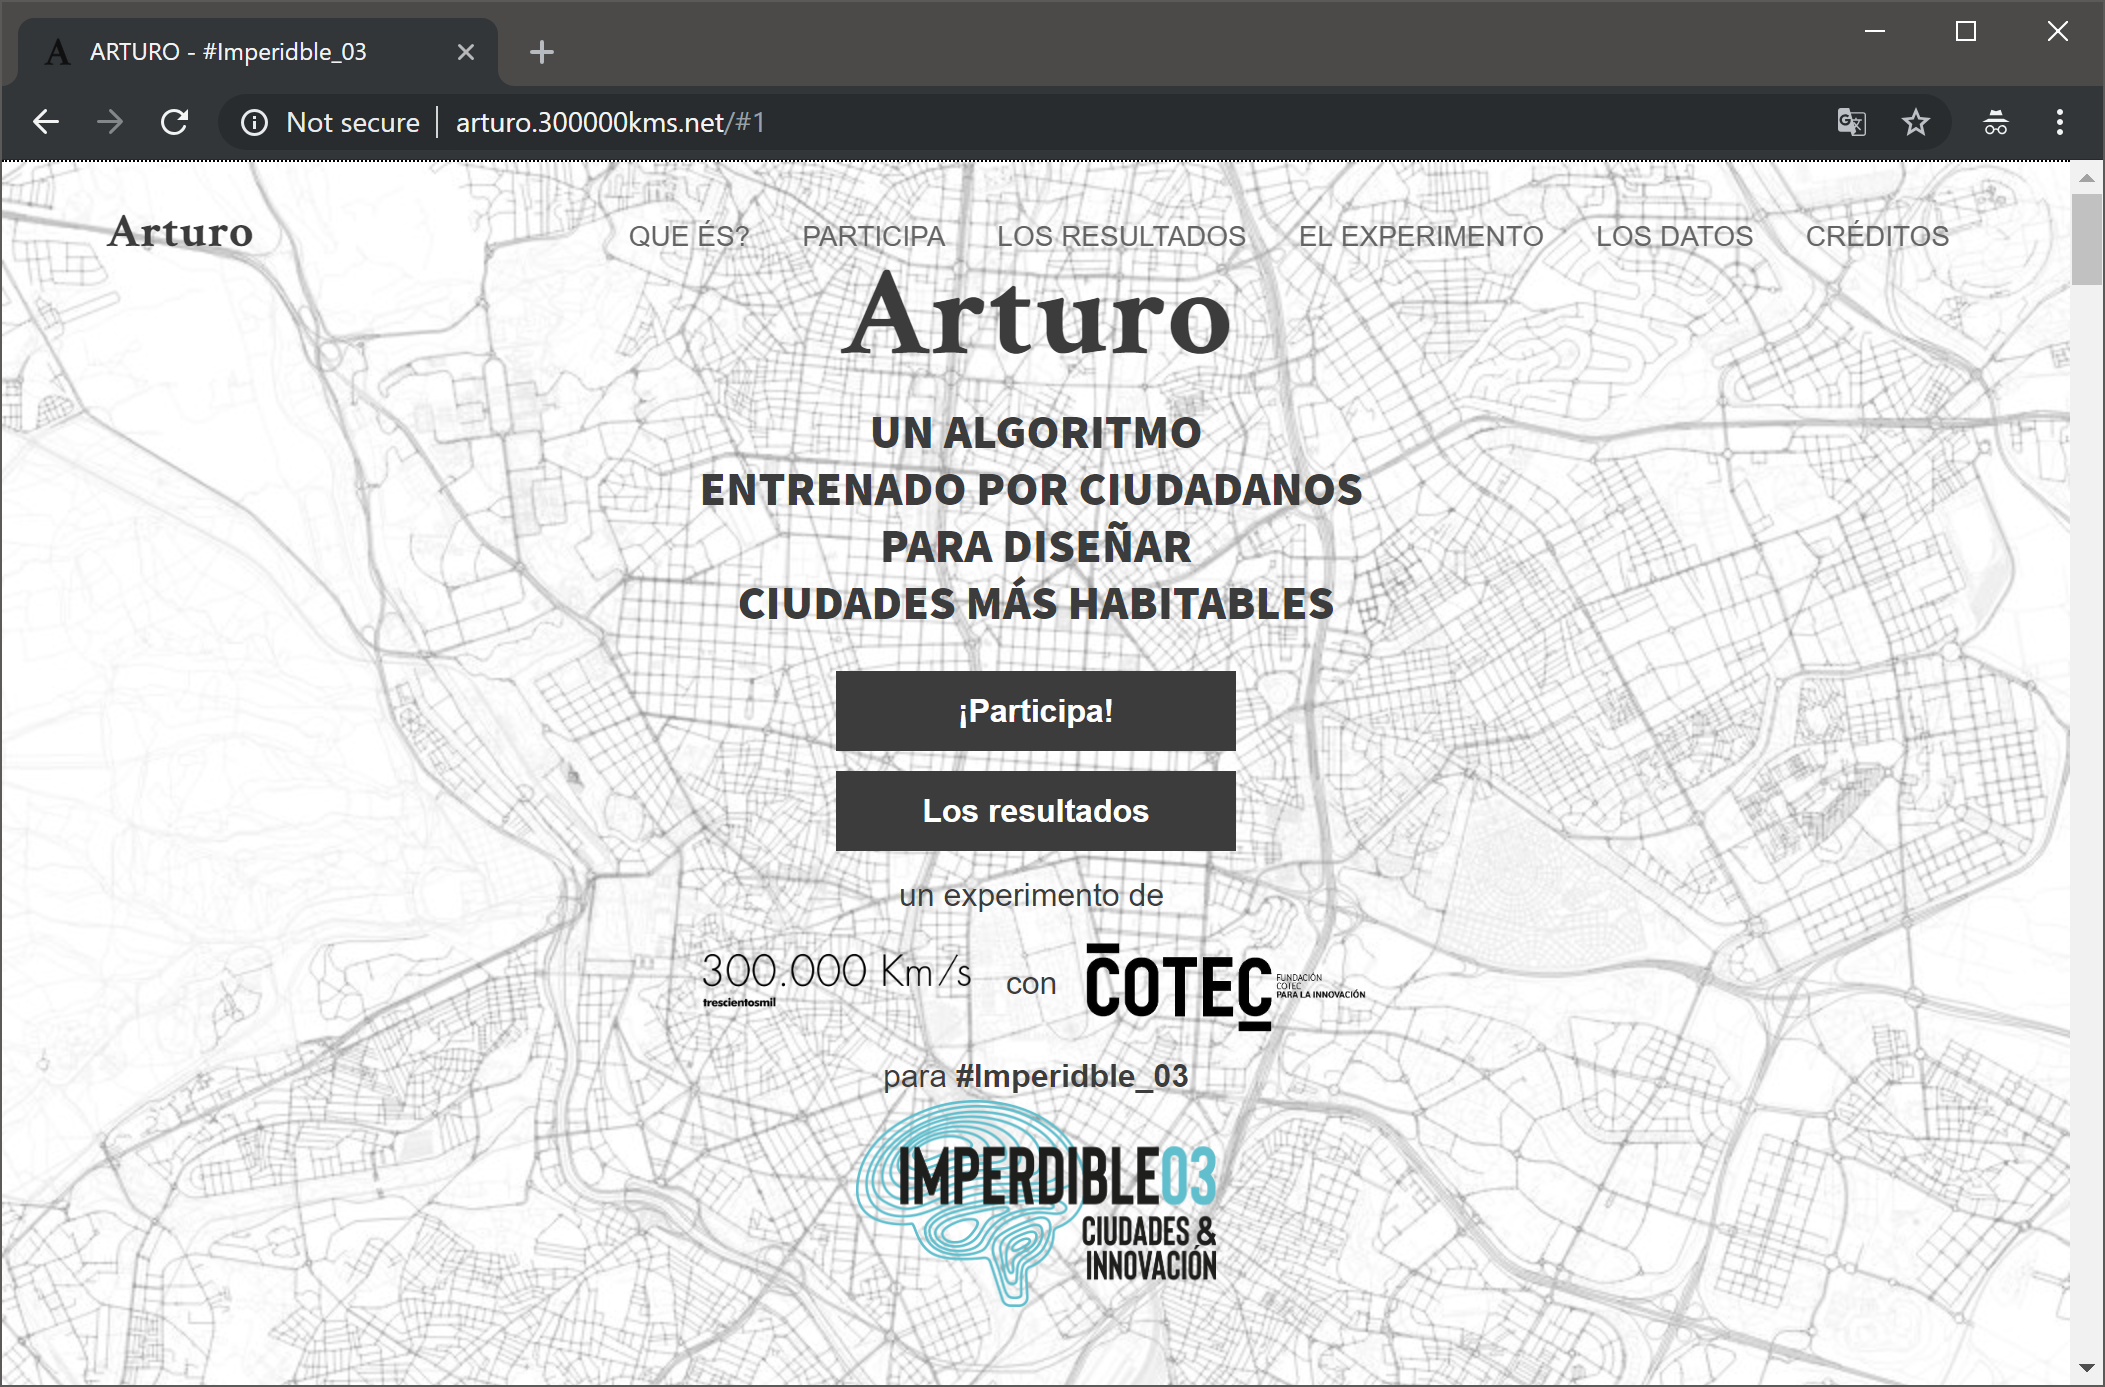 ARTURO - #Imperidble_03
Not secure
arturo.300000kms.net/#1
Arturo
QUE ÉS?
PARTICIPA
LOS RESULTADOS
EL EXPERIMENTO
LOS DATOS
CRÉDITOS
Arturo
UN ALGORITMO
ENTRENADO POR CIUDADANOS
PARA DISEÑAR
CIUDADES MÁS HABITABLES
¡Participa!
Los resultados
un experimento de
300.000 Km/s
trescientosmil
con
COTEC
FUNDACIÓN
COTEC
PARA LA INNOVACIÓN
para #Imperidble_03
IMPERDIBLE03
CIUDADES &
INNOVACIÓN